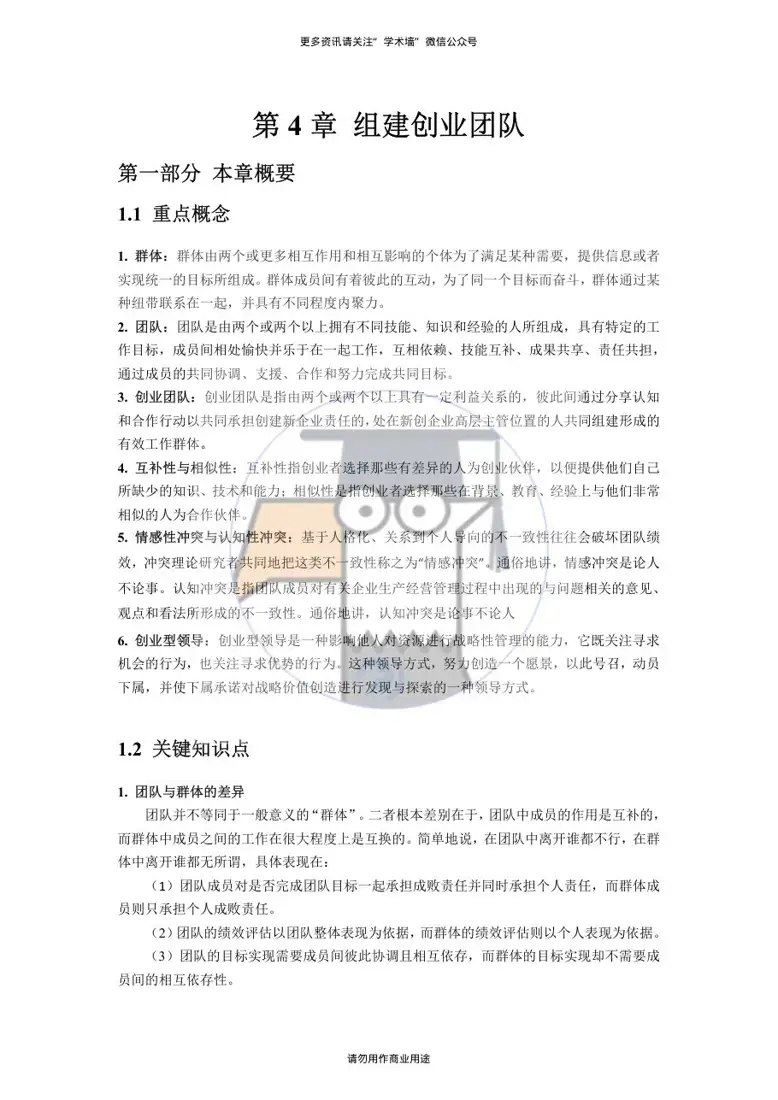 更多资讯请关注“学术墙”微信公众号
第 4 章 组建创业团队
第一部分 本章概要
1.1 重点概念
1. 群体：群体由两个或更多相互作用和相互影响的个体为了满足某种需要，提供信息或者
实现统一的目标所组成。群体成员间有着彼此的互动，为了同一个目标而奋斗，群体通过某
种纽带联系在一起，并具有不同程度内聚力。
2. 团队：团队是由两个或两个以上拥有不同技能、知识和经验的人所组成，具有特定的工
作目标，成员间相处愉快并乐于在一起工作，互相依赖、技能互补、成果共享、责任共担，
通过成员的共同协调、支援、合作和努力完成共同目标。
3. 创业团队：创业团队是指由两个或两个以上具有一定利益关系的，彼此间通过分享认知
和合作行动以共同承担创建新企业责任的，处在新创企业高层主管位置的人共同组建形成的
有效工作群体。
4. 互补性与相似性：互补性指创业者选择那些有差异的人为创业伙伴，以便提供他们自己
所缺少的知识、技术和能力；相似性是指创业者选择那些在背景、教育、经验上与他们非常
相似的人为合作伙伴。
5. 情感性冲突与认知性冲突：基于人格化、关系到个人导向的不一致性往往会破坏团队绩
效，冲突理论研究者共同地把这类不一致性称之为“情感冲突”。通俗地讲，情感冲突是论人
不论事。认知冲突是指团队成员对有关企业生产经营管理过程中出现的与问题相关的意见、
观点和看法所形成的不一致性。通俗地讲，认知冲突是论事不论人
6. 创业型领导：创业型领导是一种影响他人对资源进行战略性管理的能力，它既关注寻求
机会的行为，也关注寻求优势的行为。这种领导方式，努力创造一个愿景，以此号召，动员
下属，并使下属承诺对战略价值创造进行发现与探索的一种领导方式。
1.2 关键知识点
1. 团队与群体的差异
团队并不等同于一般意义的“群体”。二者根本差别在于，团队中成员的作用是互补的，
而群体中成员之间的工作在很大程度上是互换的。简单地说，在团队中离开谁都不行，在群
体中离开谁都无所谓，具体表现在：
（1）团队成员对是否完成团队目标一起承担成败责任并同时承担个人责任，而群体成
员则只承担个人成败责任。
（2）团队的绩效评估以团队整体表现为依据，而群体的绩效评估则以个人表现为依据。
（3）团队的目标实现需要成员间彼此协调且相互依存，而群体的目标实现却不需要成
员间的相互依存性。
请勿用作商业用途